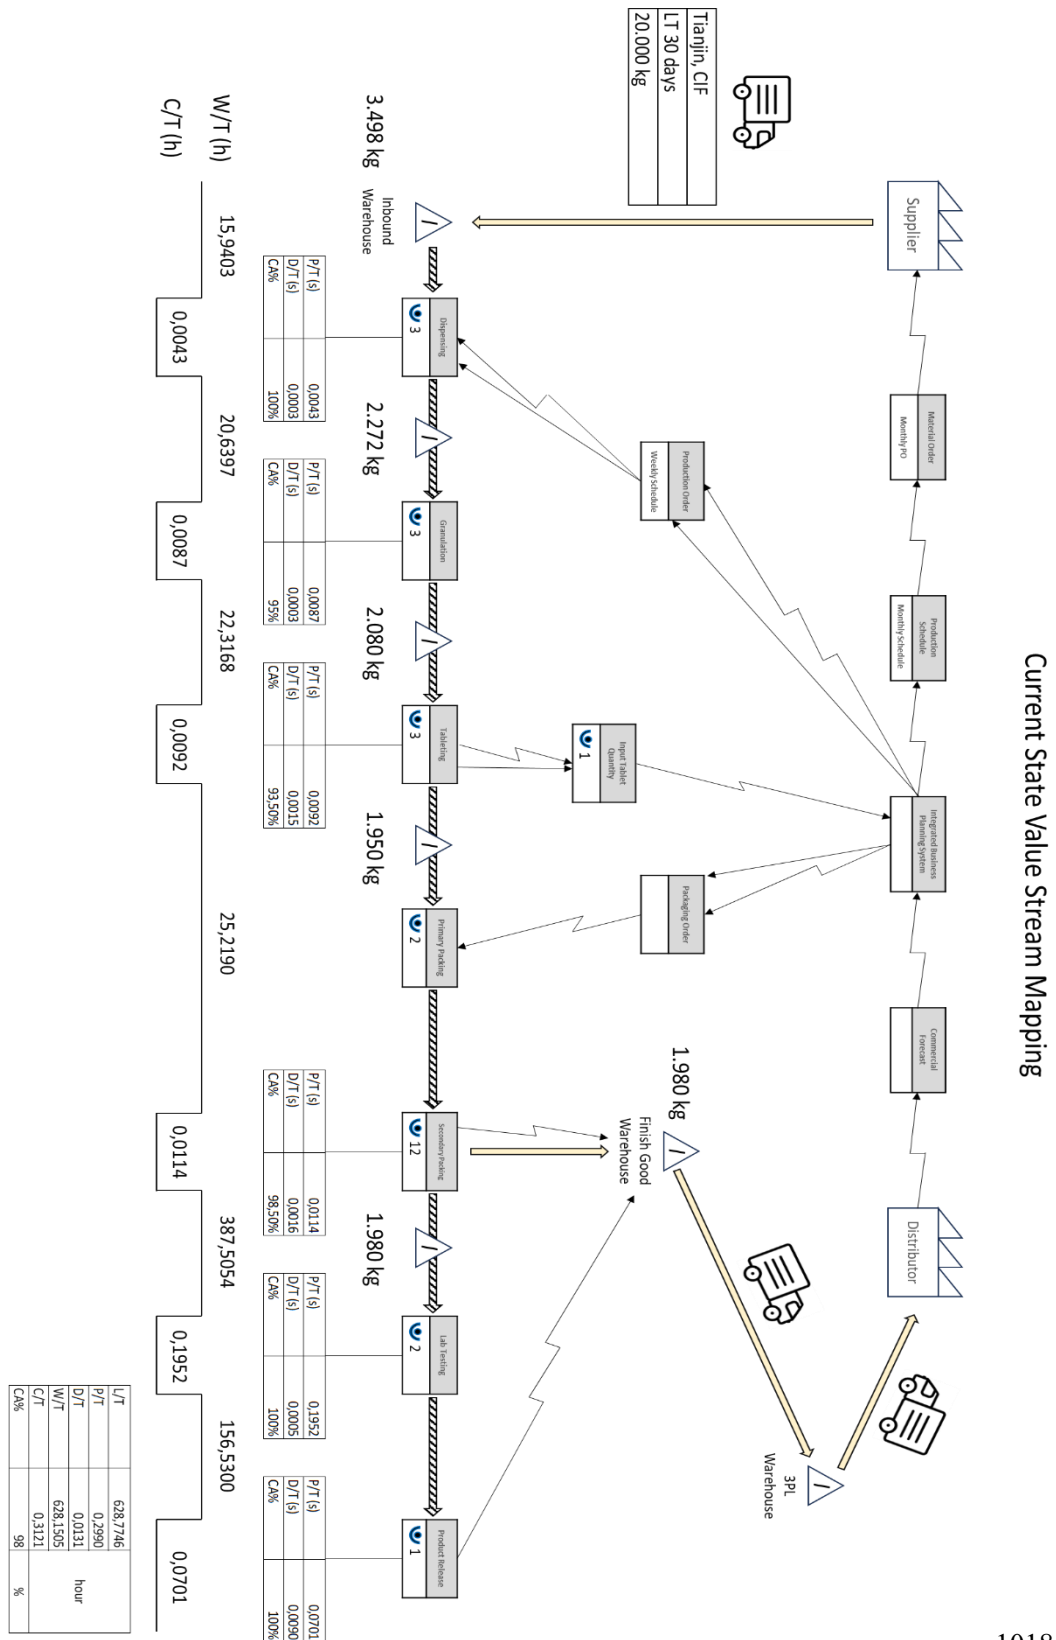 Current State Value Stream Mapping
Supplier
Material Order
Monthly PO
Production
Schedule
Monthly Schedule
Integrated Business
Planning System
Commercial
Forecast
Distributor
Tianjin, CIF
LT 30 days
20.000 kg
Production Order
Weekly Schedule
Input Tablet
Quantity
1
Packaging Order
1.980 kg
I
Finish Good
Warehouse
I
3PL
Warehouse
3.498 kg
I
Inbound
Warehouse
Dispensing
3
2.272 kg
I
Granulation
3
2.080 kg
I
Tableting
3
1.950 kg
I
Primary Packing
2
Secondary Packing
12
1.980 kg
I
Lab Testing
2
Product Release
1
P/T (s) 0,0043
D/T (s) 0,0003
CA% 100%
P/T (s) 0,0087
D/T (s) 0,0003
CA% 95%
P/T (s) 0,0092
D/T (s) 0,0015
CA% 93,50%
P/T (s) 0,0114
D/T (s) 0,0016
CA% 98,50%
P/T (s) 0,1952
D/T (s) 0,0005
CA% 100%
P/T (s) 0,0701
D/T (s) 0,0090
CA% 100%
W/T (h) 15,9403 20,6397 22,3168 25,2190 387,5054 156,5300
C/T (h) 0,0043 0,0087 0,0092 0,0114 0,1952 0,0701
L/T 628,7746
P/T 0,2990
D/T 0,0131
W/T 628,1505
C/T 0,3121
hour
CA% 98 %